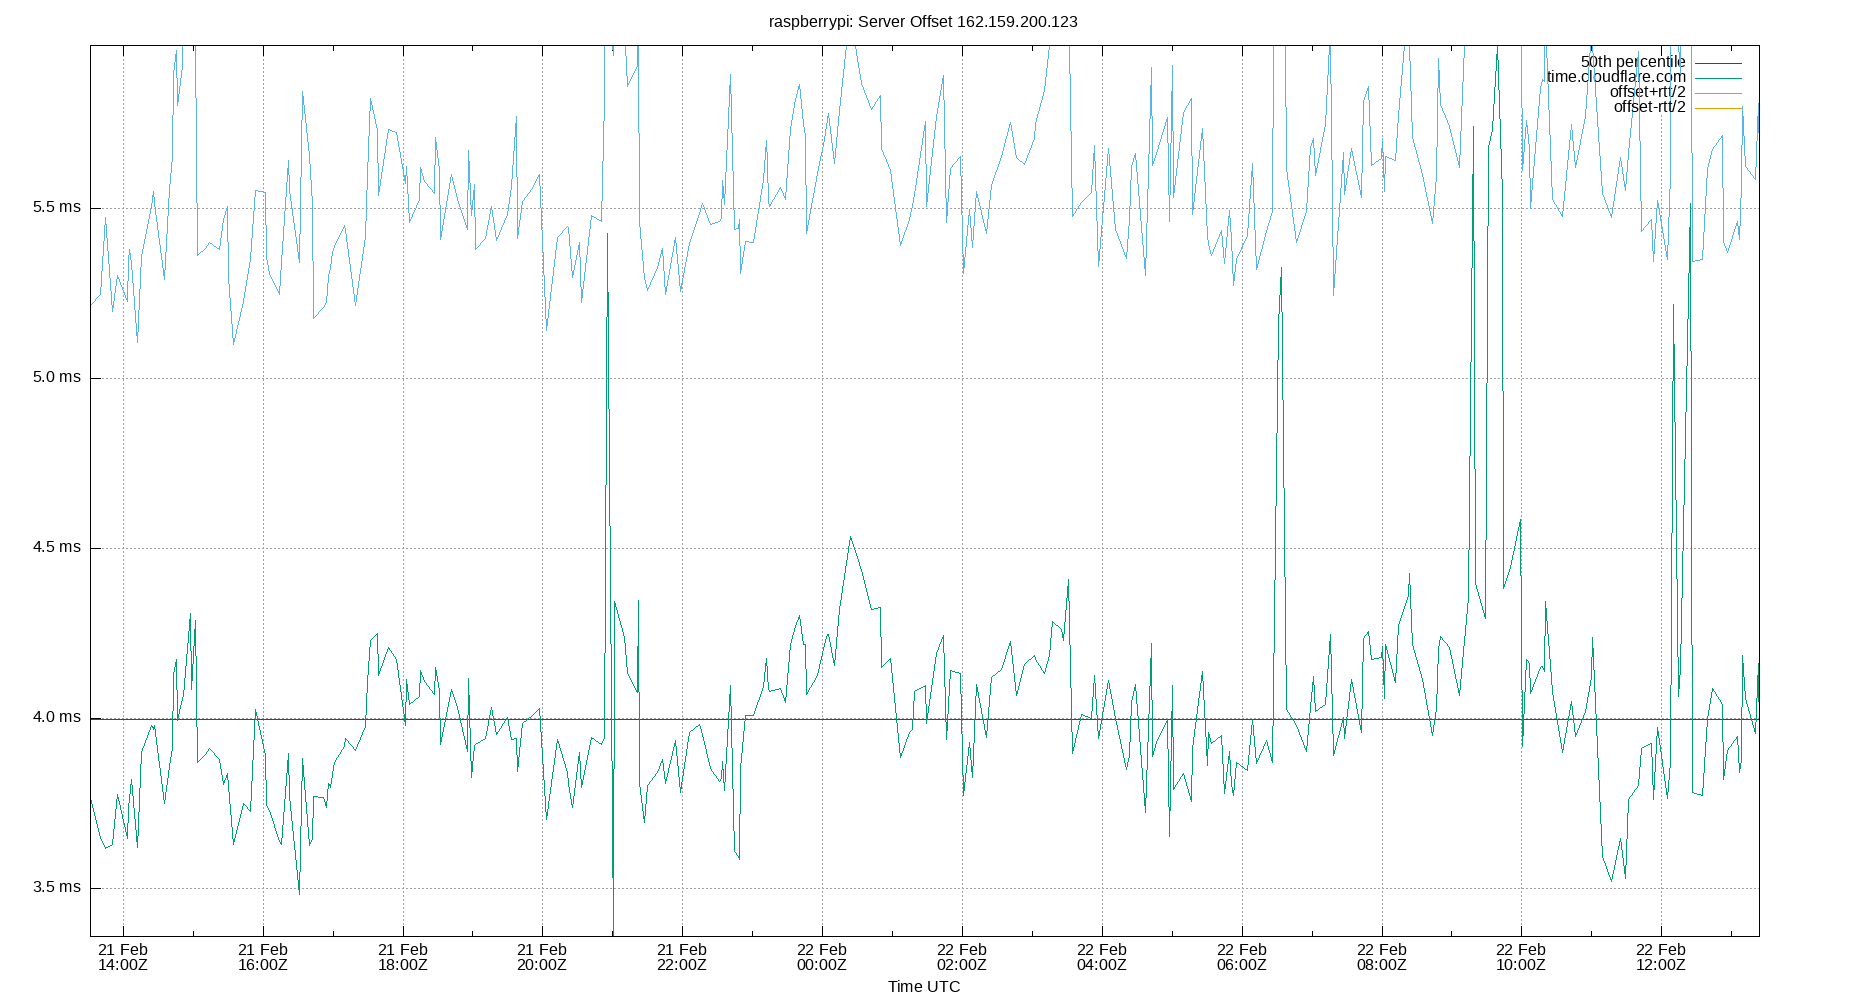 raspberrypi: Server Offset 162.159.200.123
50th percentile
time.cloudflare.com
offset+rtt/2
offset-rtt/2
5.5 ms
5.0 ms
4.5 ms
4.0 ms
3.5 ms
21 Feb 21 Feb 21 Feb 21 Feb 21 Feb 22 Feb 22 Feb 22 Feb 22 Feb 22 Feb 22 Feb 22 Feb
14:00Z 16:00Z 18:00Z 20:00Z 22:00Z 00:00Z 02:00Z 04:00Z 06:00Z 08:00Z 10:00Z 12:00Z
Time UTC